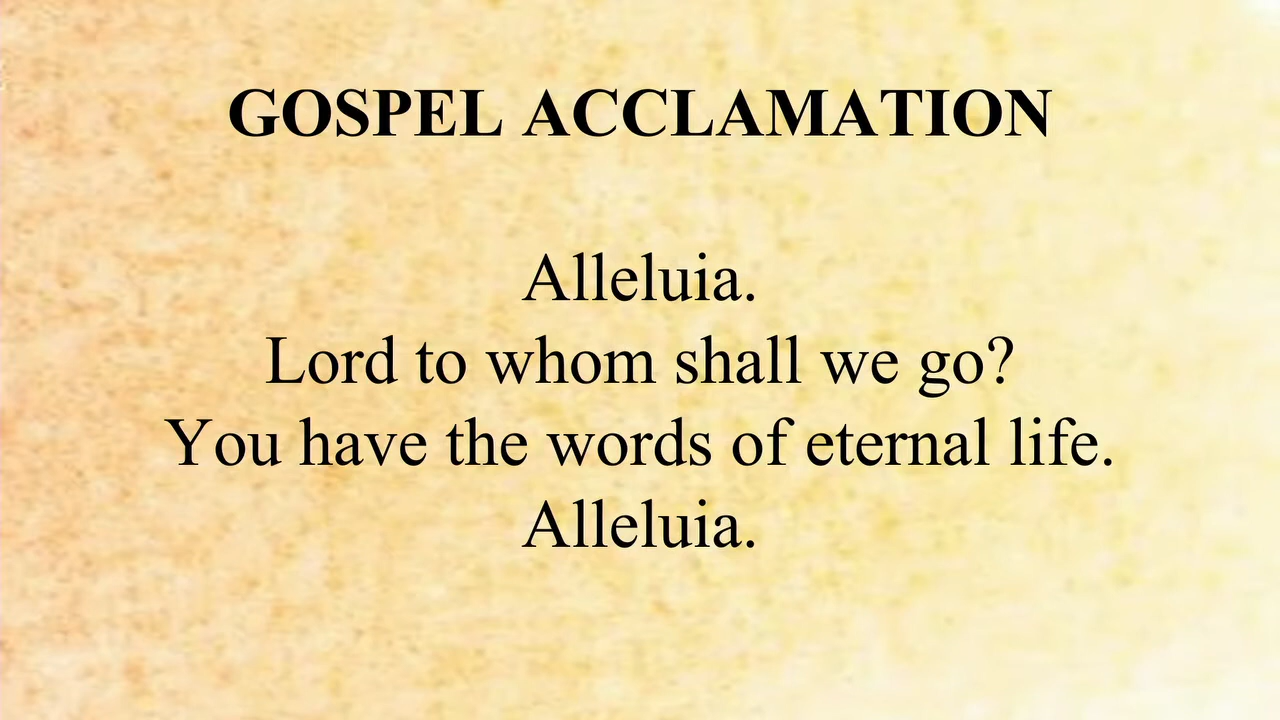 GOSPEL ACCLAMATION
Alleluia.
Lord to whom shall we go?
You have the words of eternal life.
Alleluia.